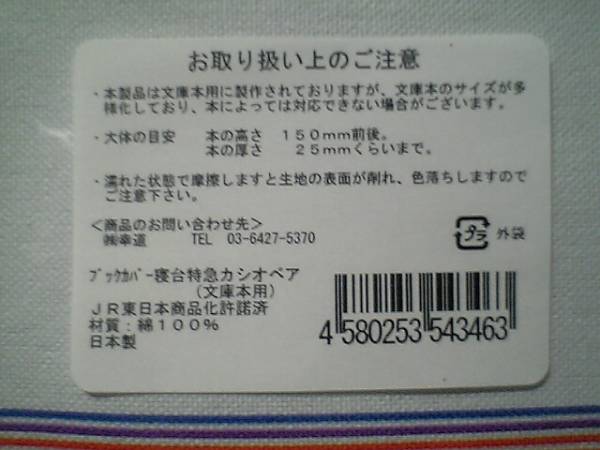 お取り扱い上のご注意
・本製品は文庫本用に製作されておりますが、文庫本のサイズが多
様化しており、本によっては対応できない場合がございます。
・大体の目安　本の高さ　１５０mm前後。
本の厚さ　２５mmくらいまで。
・濡れた状態で摩擦しますと生地の表面が削れ、色落ちしますので
ご注意下さい。
＜商品のお問い合わせ先＞
㈱幸道　TEL　03-6427-5370
プラ 外袋
ﾌﾞｯｸｶﾊﾞｰ寝台特急カシオペア
（文庫本用）
ＪＲ東日本商品化許諾済
材質：綿１００％
日本製
4 580253 543463